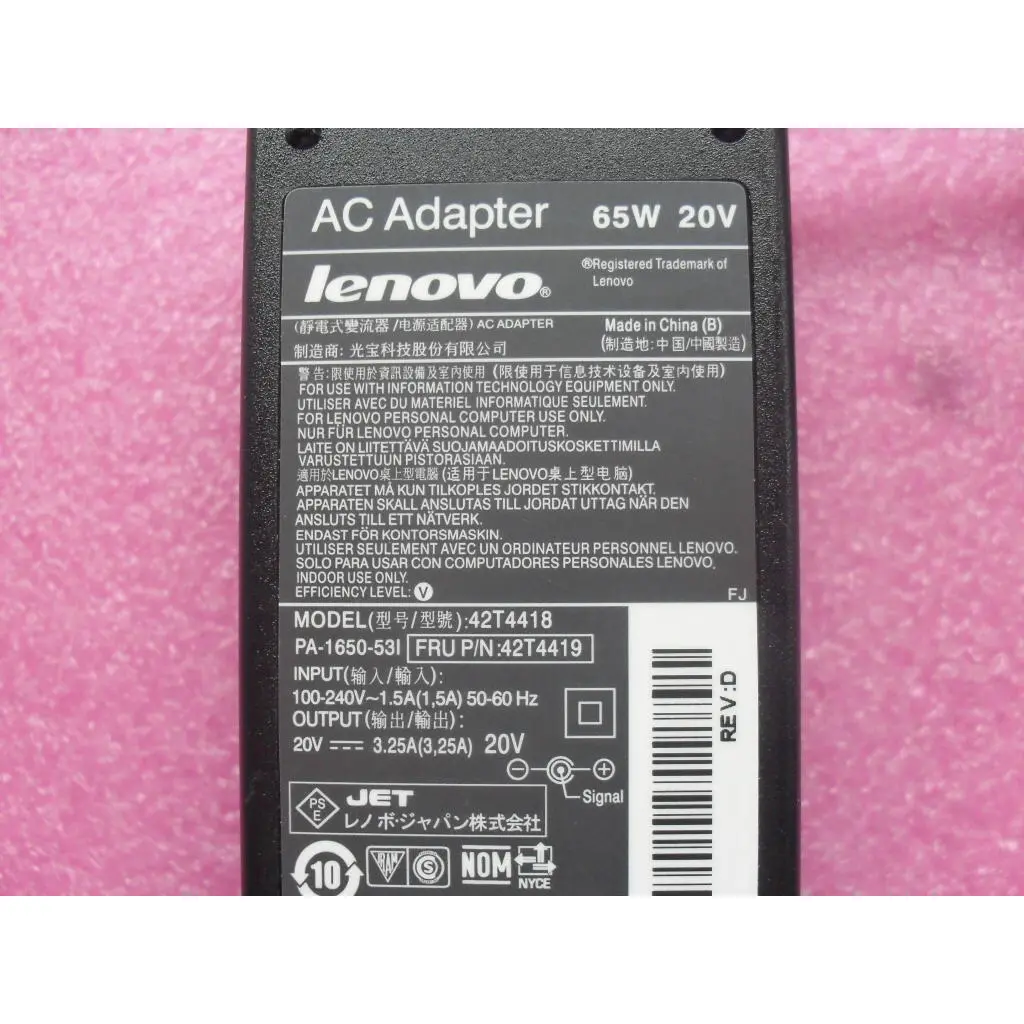 AC Adapter 65W 20V
lenovo® ®Registered Trademark of
Lenovo
(靜電式變流器/电源适配器) AC ADAPTER
Made in China (B)
制造商: 光宝科技股份有限公司
(制造地: 中国/中國製造)
警告:限使用於資訊設備及室內使用 (限使用于信息技术设备及室内使用)
FOR USE WITH INFORMATION TECHNOLOGY EQUIPMENT ONLY.
UTILISER AVEC DU MATERIEL INFORMATIQUE SEULEMENT.
FOR LENOVO PERSONAL COMPUTER USE ONLY.
NUR FÜR LENOVO PERSONAL COMPUTER.
LAITE ON LIITETTÄVÄ SUOJAMAADOITUSKOSKETTIMILLA
VARUSTETTUUN PISTORASIAAN.
適用於LENOVO桌上型電腦 (适用于LENOVO桌上型电脑)
APPARATET MÅ KUN TILKOPLES JORDET STIKKONTAKT.
APPARATEN SKALL ANSLUTAS TILL JORDAT UTTAG NÄR DEN
ANSLUTS TILL ETT NÄTVERK.
ENDAST FÖR KONTORSMASKIN.
UTILISER SEULEMENT AVEC UN ORDINATEUR PERSONNEL LENOVO.
SOLO PARA USAR CON COMPUTADORES PERSONALES LENOVO.
INDOOR USE ONLY.
EFFICIENCY LEVEL: V
FJ
MODEL(型号/型號):42T4418
PA-1650-53I FRU P/N:42T4419
INPUT(输入/輸入):
100-240V~1.5A(1,5A) 50-60 Hz
OUTPUT(输出/輸出):
20V 3.25A(3,25A) 20V
Signal
REV:D
PS
E
JET
レノボ・ジャパン株式会社
10
RAM
S
NOM
NYCE